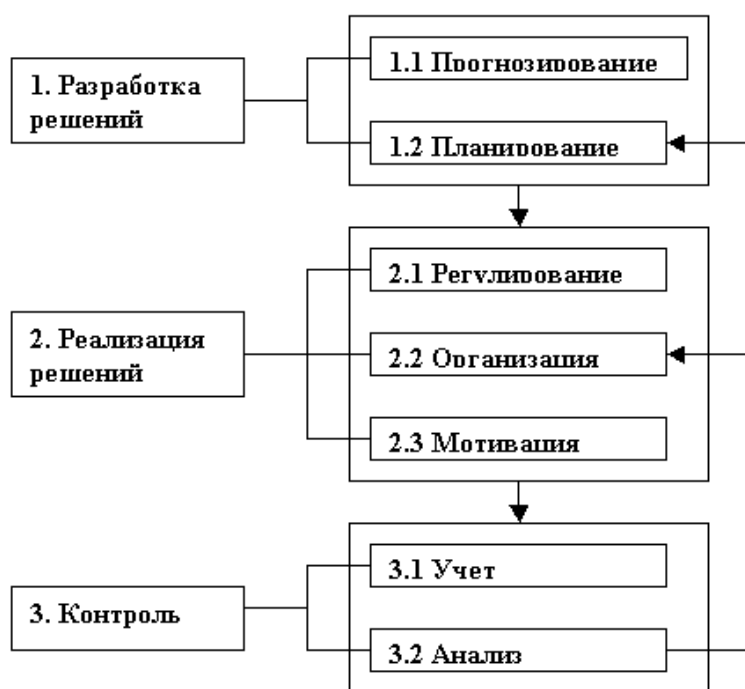 1. Разработка
решений
1.1 Прогнозирование
1.2 Планирование
2. Реализация
решений
2.1 Регулирование
2.2 Организация
2.3 Мотивация
3. Контроль
3.1 Учет
3.2 Анализ